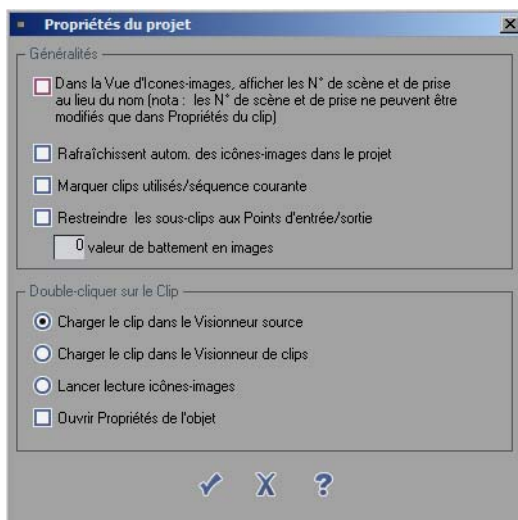 Propriétés du projet
Généralités
Dans la Vue d'Icones-images, afficher les N° de scène et de prise
au lieu du nom (nota : les N° de scène et de prise ne peuvent être
modifiés que dans Propriétés du clip)
Rafraîchissent autom. des icônes-images dans le projet
Marquer clips utilisés/séquence courante
Restreindre les sous-clips aux Points d'entrée/sortie
0 valeur de battement en images
Double-cliquer sur le Clip
Charger le clip dans le Visionneur source
Charger le clip dans le Visionneur de clips
Lancer lecture icônes-images
Ouvrir Propriétés de l'objet